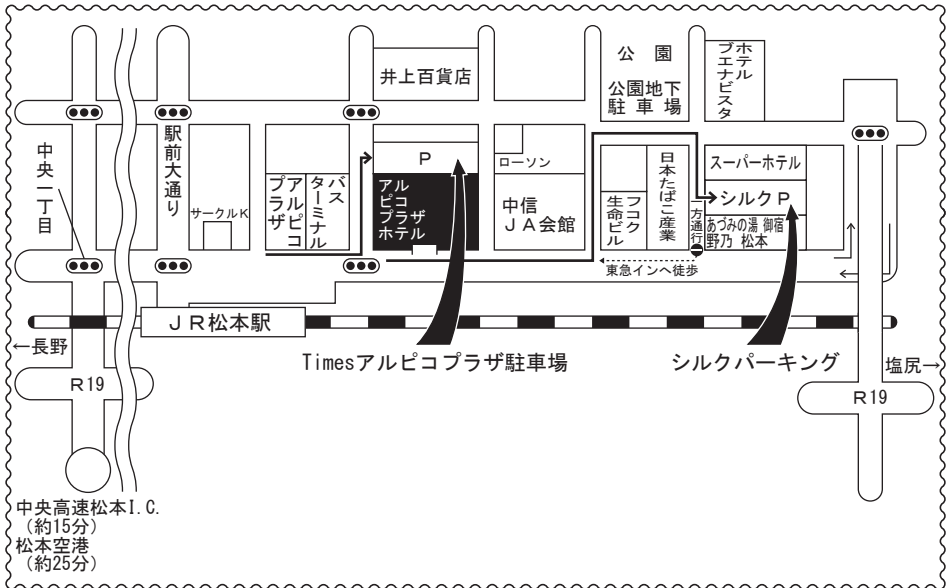 井上百貨店
公園
公園地下
駐車場
ホテル
ブエナビスタ
中央一丁目
駅前大通り
サークルK
アルピコ
プラザ
バス
ターミナル
P
アル
ピコ
プラザ
ホテル
ローソン
中信
JA会館
フコク
生命ビル
日本たばこ産業
一方通行
スーパーホテル
シルクP
あづみの湯 御宿
野乃 松本
東急インへ徒歩
JR松本駅
←長野
Timesアルピコプラザ駐車場
シルクパーキング
塩尻→
R19
R19
中央高速松本I.C.
(約15分)
松本空港
(約25分)